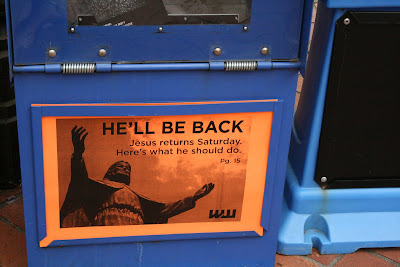 HE'LL BE BACK
Jesus returns Saturday.
Here's what he should do.
Pg. 15
WW